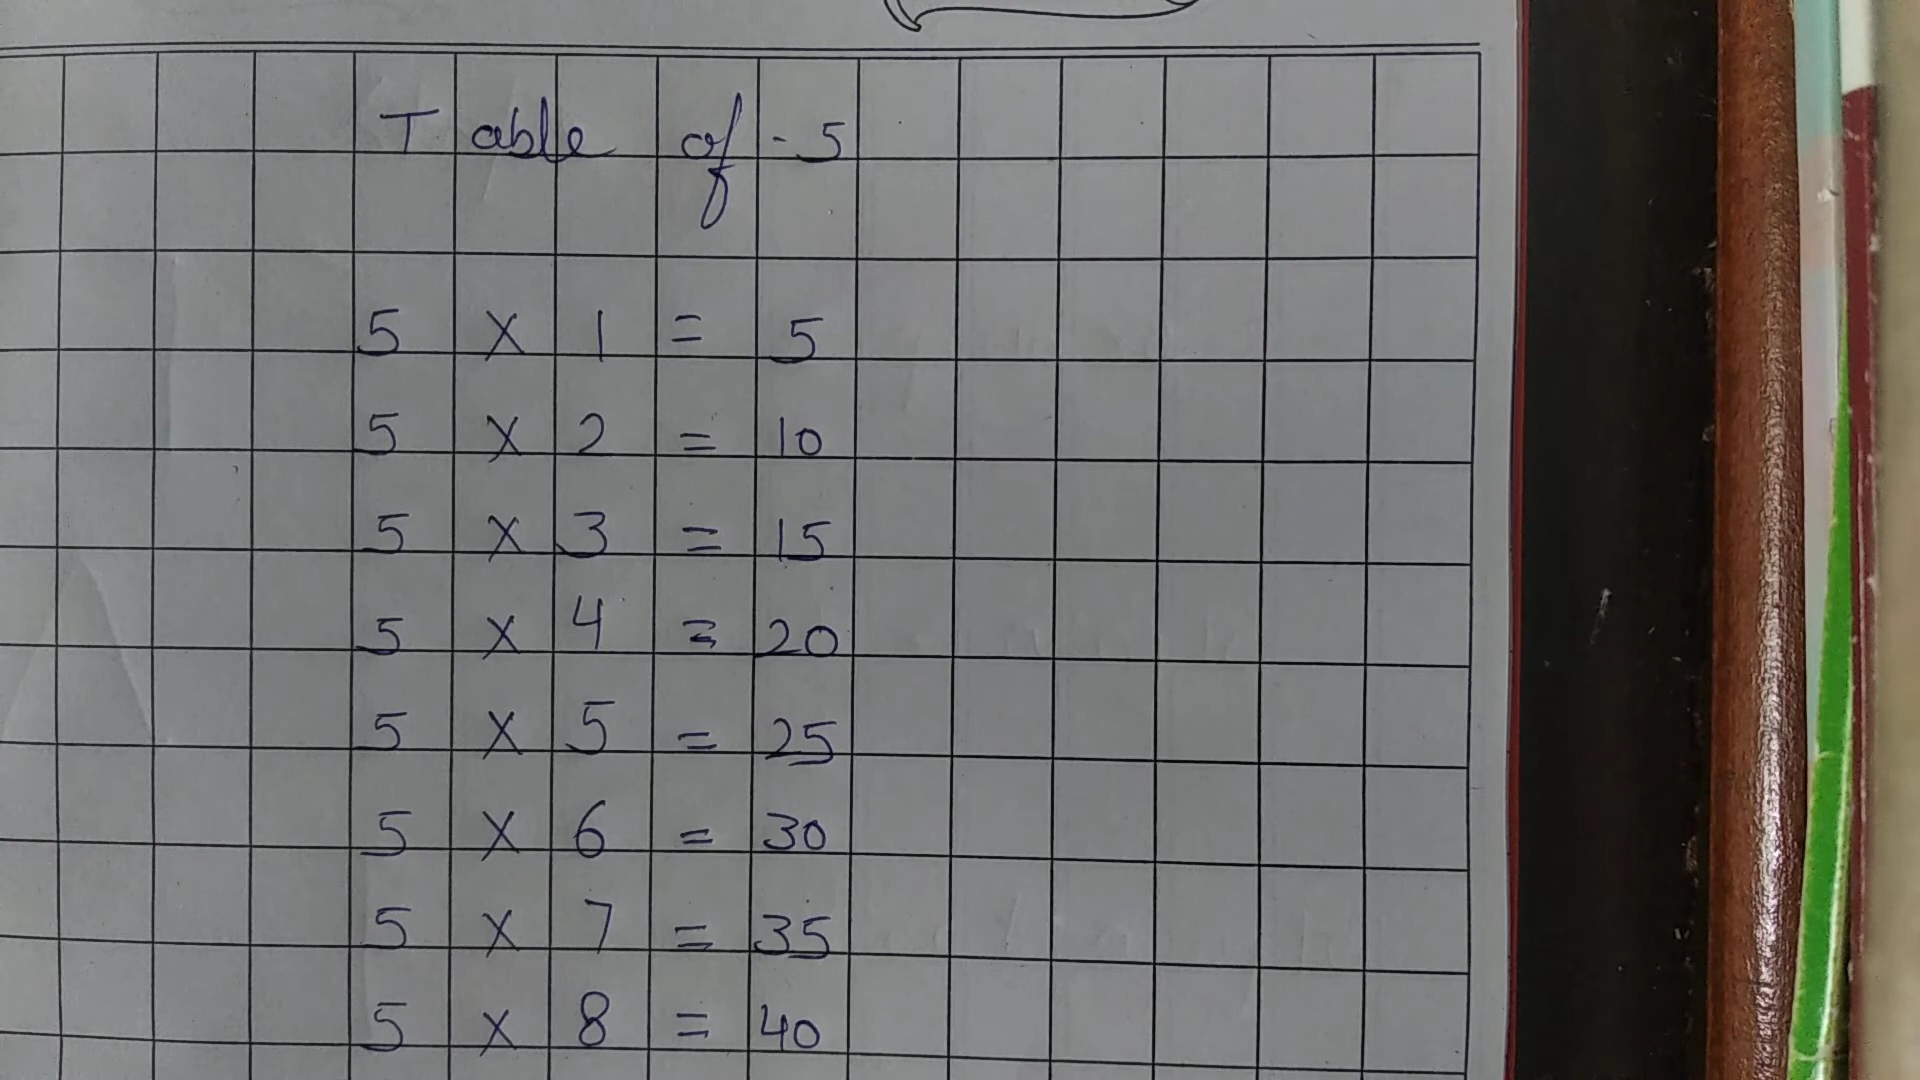 Table of - 5
5 X 1 = 5
5 X 2 = 10
5 X 3 = 15
5 X 4 = 20
5 X 5 = 25
5 X 6 = 30
5 X 7 = 35
5 X 8 = 40